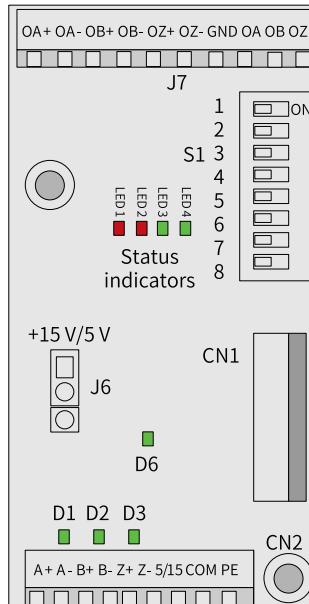 OA+ OA- OB+ OB- OZ+ OZ- GND OA OB OZ
J7
1 ON
2
S1 3
4
5
6
7
8
LED1 LED2 LED3 LED4
Status
indicators
+15 V/5 V
J6
CN1
D6
D1 D2 D3
CN2
A+ A- B+ B- Z+ Z- 5/15 COM PE